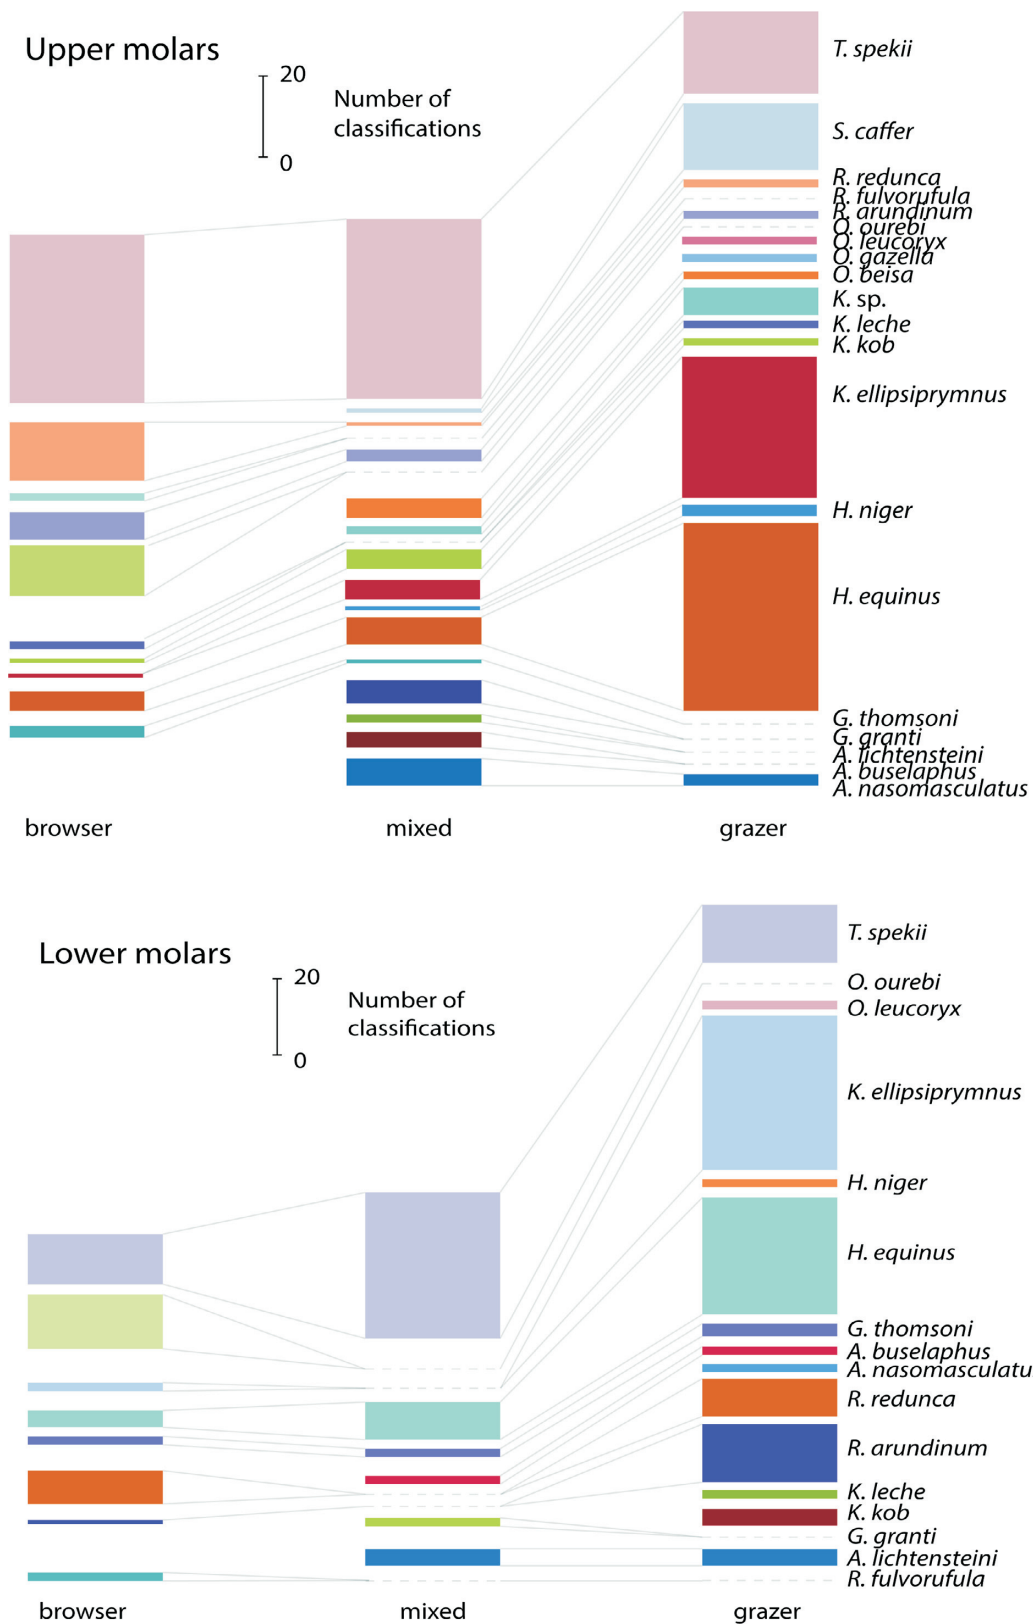 Upper molars
20
Number of
classifications
0
T. spekii
S. caffer
R. redunca
R. fulvorufula
R. arundinum
O. ourebi
O. leucoryx
O. gazella
O. beisa
K. sp.
K. leche
K. kob
K. ellipsiprymnus
H. niger
H. equinus
G. thomsoni
G. granti
A. lichtensteini
A. buselaphus
A. nasomasculatus
browser mixed grazer
Lower molars
20
Number of
classifications
0
T. spekii
O. ourebi
O. leucoryx
K. ellipsiprymnus
H. niger
H. equinus
G. thomsoni
A. buselaphus
A. nasomasculatu
R. redunca
R. arundinum
K. leche
K. kob
G. granti
A. lichtensteini
R. fulvorufula
browser mixed grazer